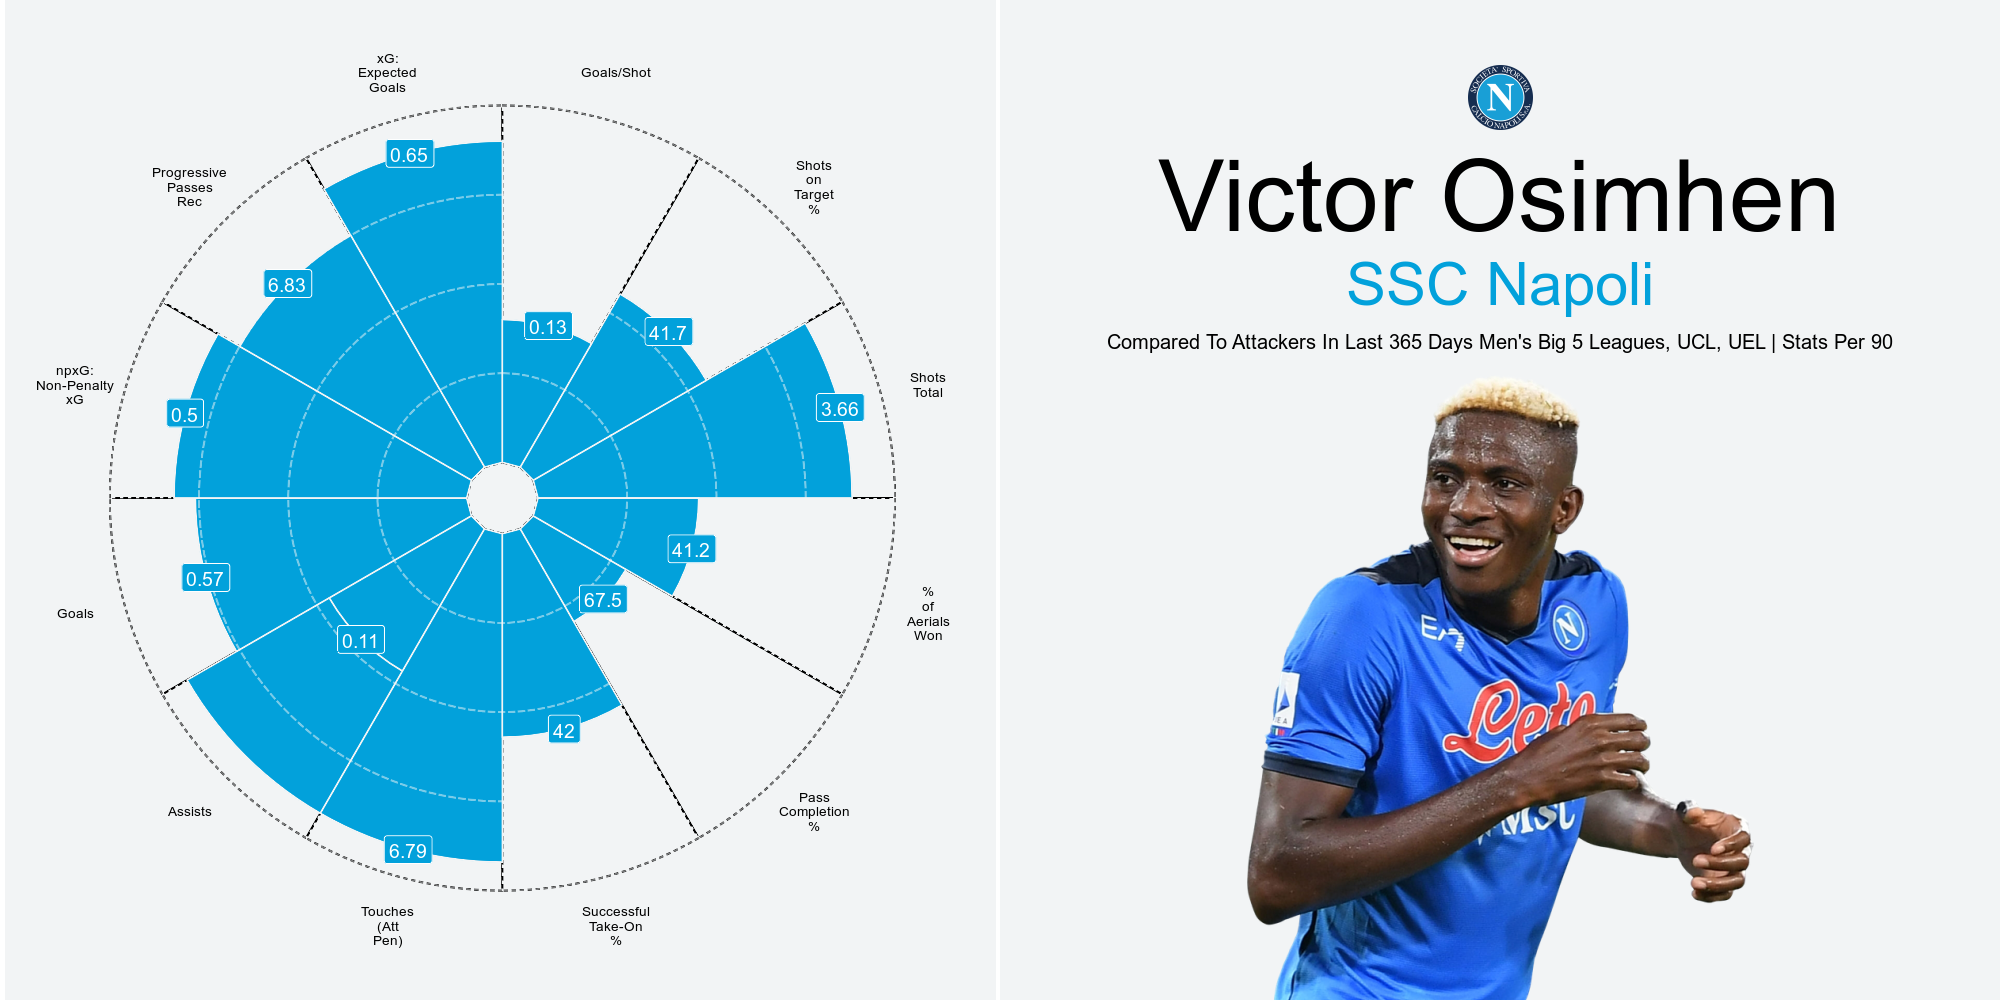 xG:
Expected
Goals
Goals/Shot
Progressive
Passes
Rec
Shots
on
Target
%
npxG:
Non-Penalty
xG
Shots
Total
Goals
%
of
Aerials
Won
Assists
Pass
Completion
%
Touches
(Att
Pen)
Successful
Take-On
%
0.65
6.83
0.5
0.57
0.11
6.79
0.13
41.7
3.66
41.2
67.5
42
SOCIETA' SPORTIVA
N
CALCIO NAPOLI S.p.A.
Victor Osimhen
SSC Napoli
Compared To Attackers In Last 365 Days Men's Big 5 Leagues, UCL, UEL | Stats Per 90
N
Lete